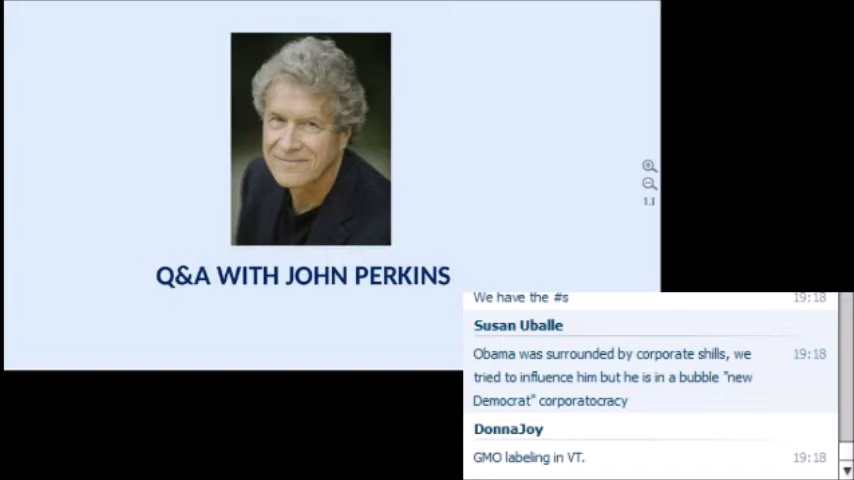 1:1
Q&A WITH JOHN PERKINS
We have the #s 19:18
Susan Uballe
Obama was surrounded by corporate shills, we 19:18
tried to influence him but he is in a bubble "new
Democrat" corporatocracy
DonnaJoy
GMO labeling in VT. 19:18